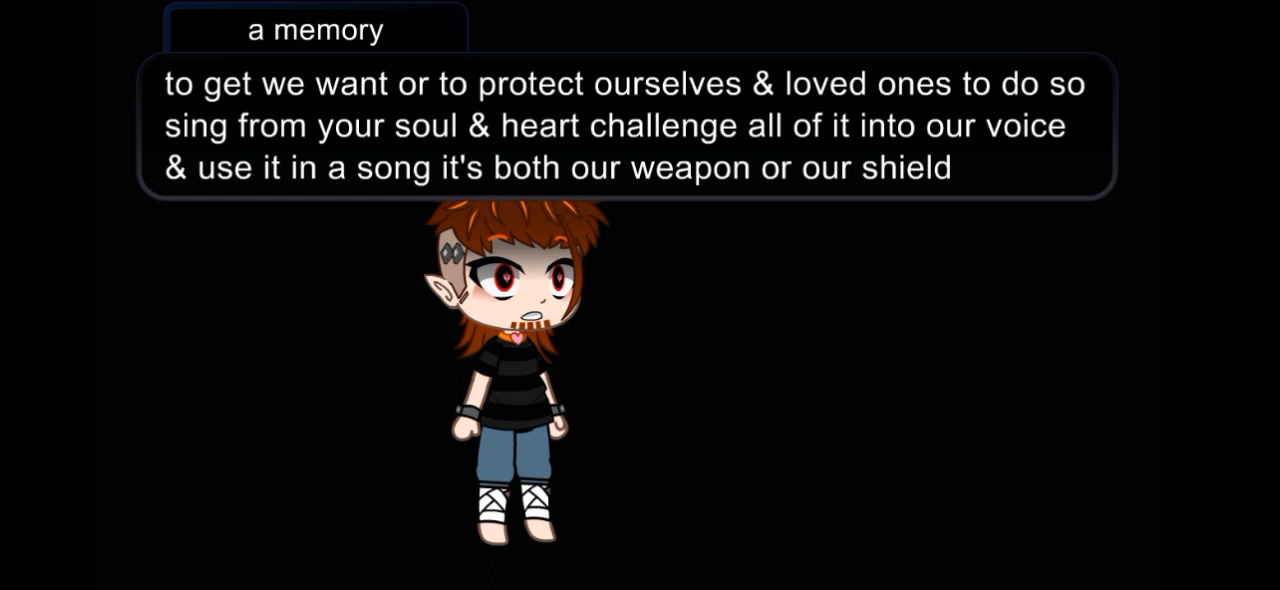 a memory
to get we want or to protect ourselves & loved ones to do so
sing from your soul & heart challenge all of it into our voice
& use it in a song it's both our weapon or our shield